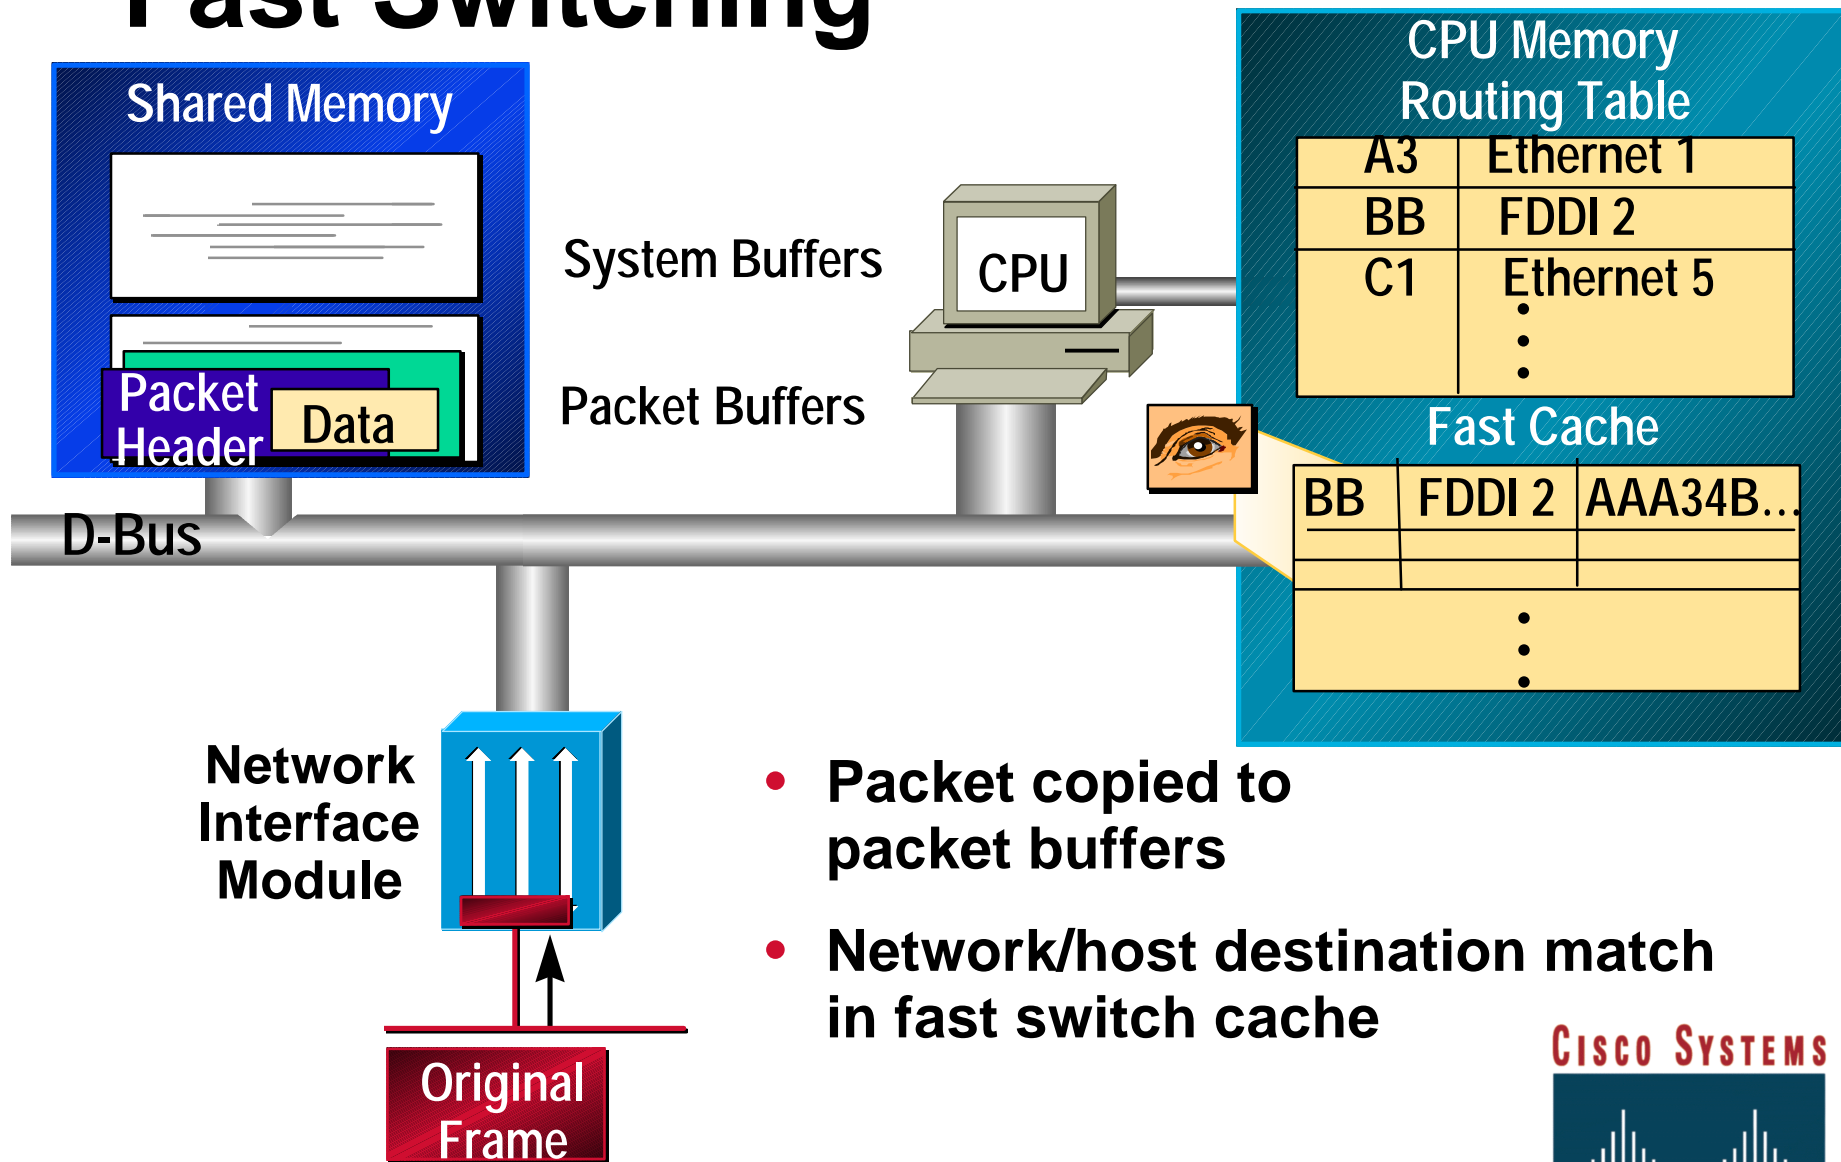 Fast Switching
Shared Memory
System Buffers
Packet
Header
Data
Packet Buffers
CPU
CPU Memory
Routing Table
A3 Ethernet 1
BB FDDI 2
C1 Ethernet 5
Fast Cache
BB FDDI 2 AAA34B...
D-Bus
Network
Interface
Module
Original
Frame
• Packet copied to
packet buffers
• Network/host destination match
in fast switch cache
CISCO SYSTEMS